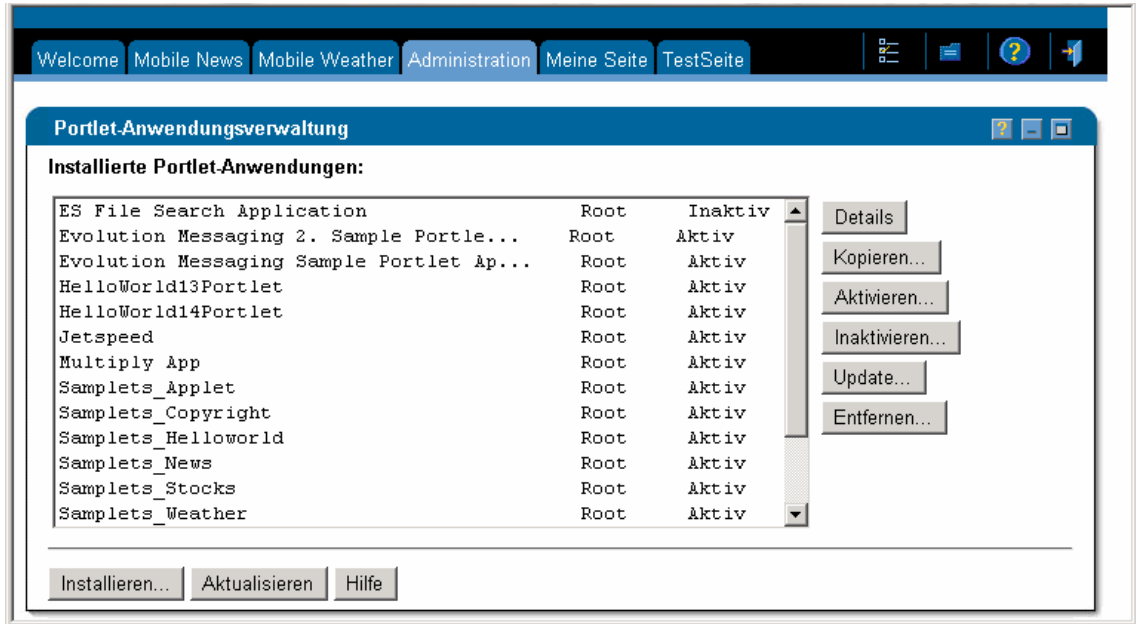 Welcome Mobile News Mobile Weather Administration Meine Seite TestSeite
Portlet-Anwendungsverwaltung
Installierte Portlet-Anwendungen:
ES File Search Application Root Inaktiv
Evolution Messaging 2. Sample Portle... Root Aktiv
Evolution Messaging Sample Portlet Ap... Root Aktiv
HelloWorld13Portlet Root Aktiv
HelloWorld14Portlet Root Aktiv
Jetspeed Root Aktiv
Multiply App Root Aktiv
Samplets_Applet Root Aktiv
Samplets_Copyright Root Aktiv
Samplets_Helloworld Root Aktiv
Samplets_News Root Aktiv
Samplets_Stocks Root Aktiv
Samplets_Weather Root Aktiv
Details
Kopieren...
Aktivieren...
Inaktivieren...
Update...
Entfernen...
Installieren... Aktualisieren Hilfe